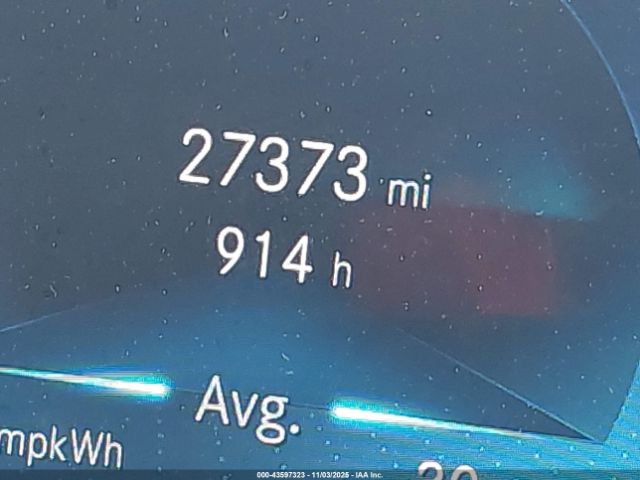 27373 mi
914 h
Avg.
mpkWh
000-43597323 - 11/03/2025 - IAA Inc.